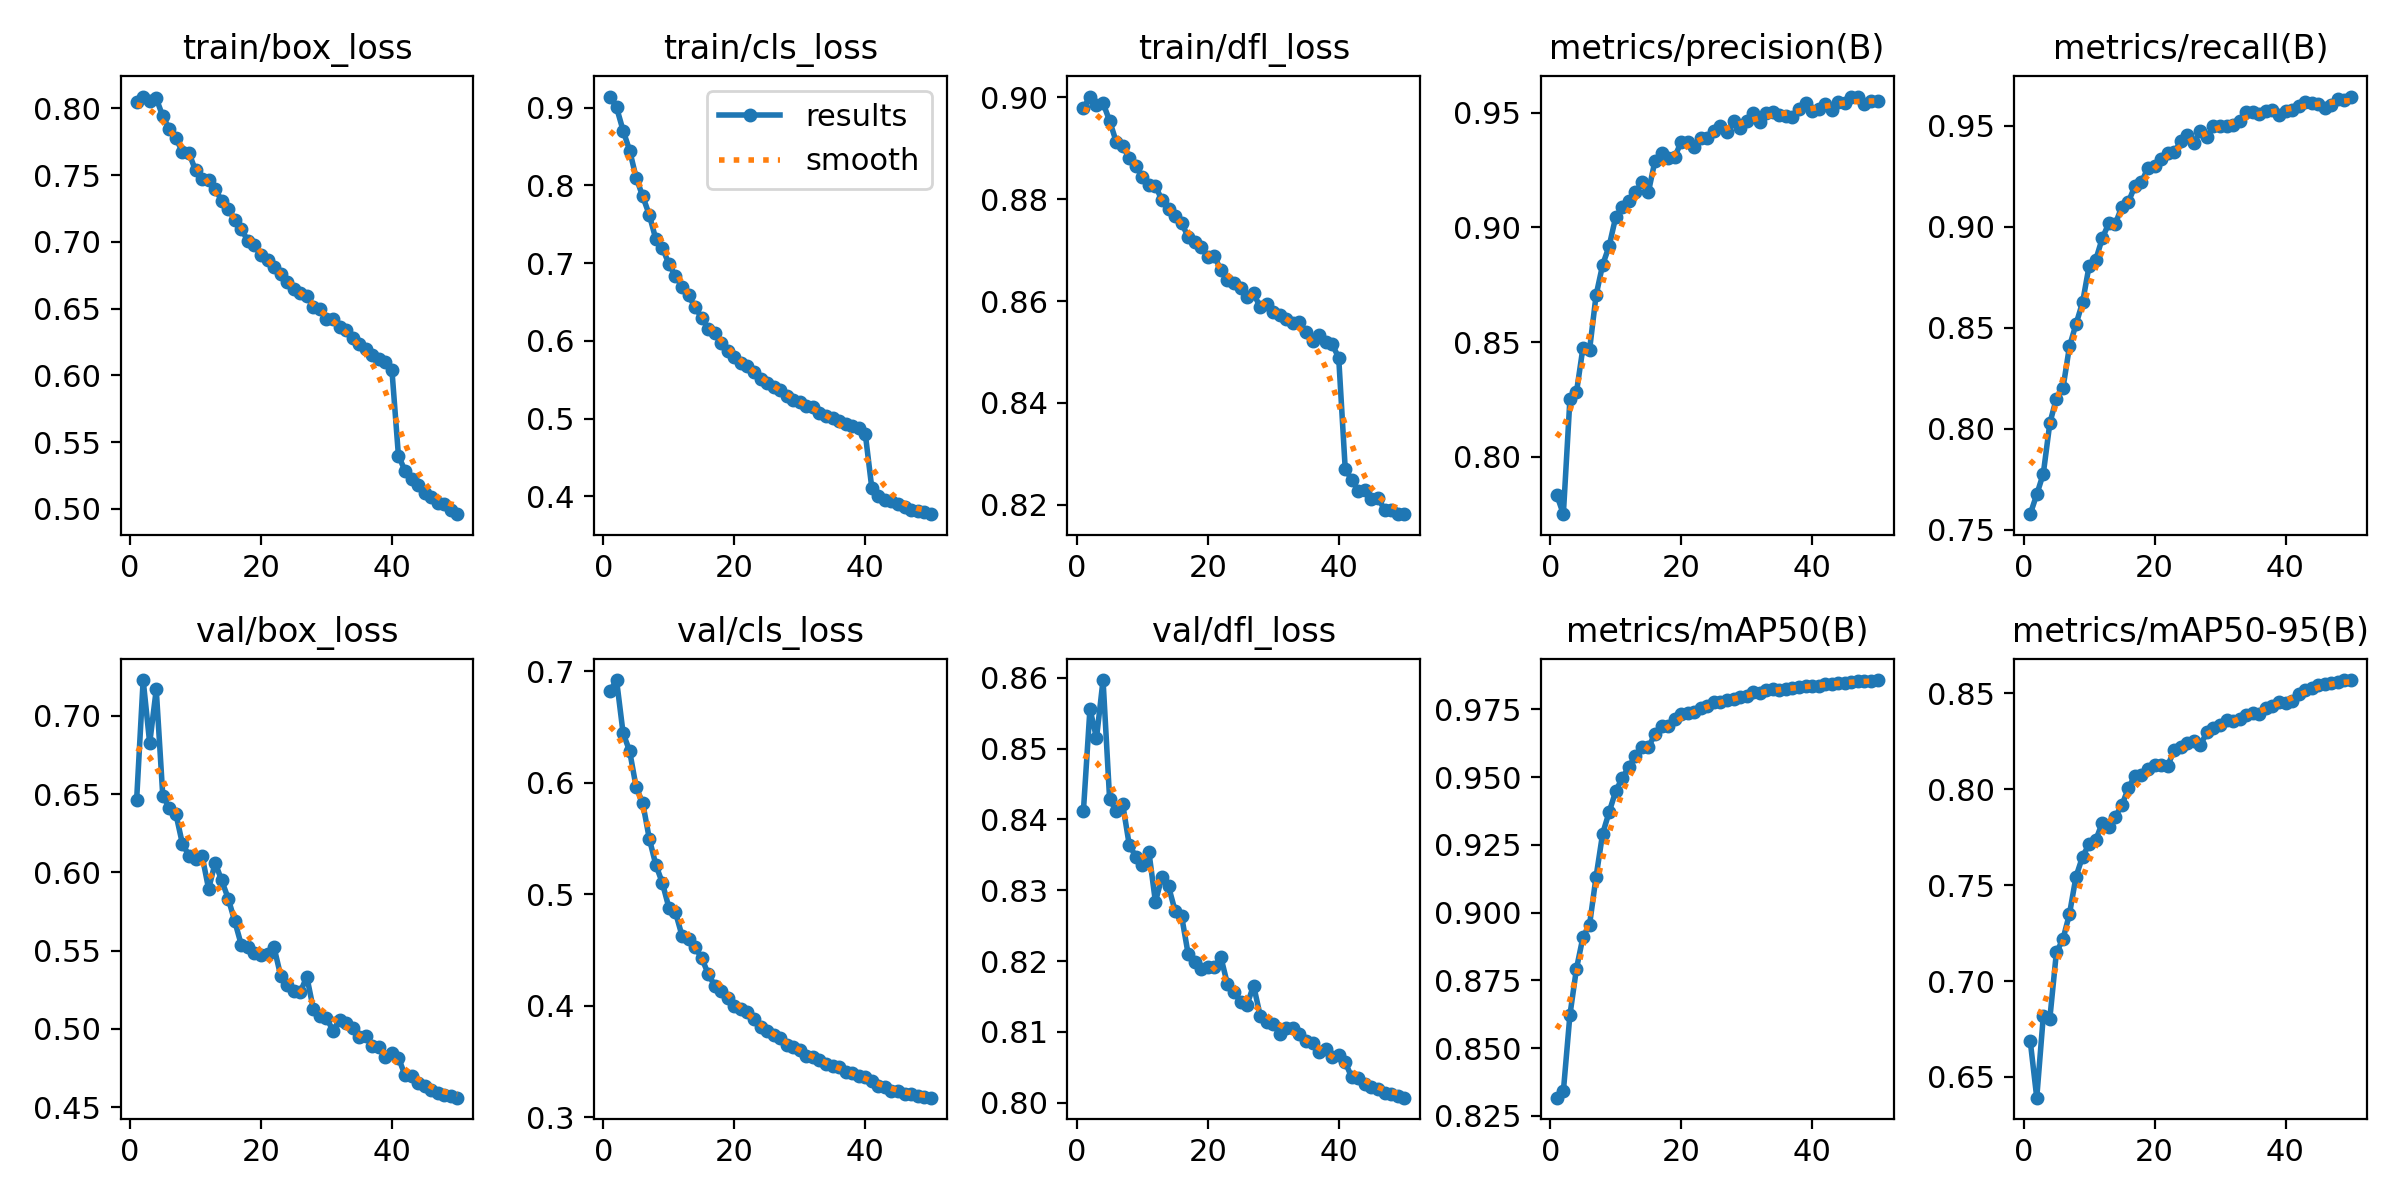 train/box_loss
train/cls_loss
train/dfl_loss
metrics/precision(B)
metrics/recall(B)
0.80
0.75
0.70
0.65
0.60
0.55
0.50
0 20 40
0.9
0.8
0.7
0.6
0.5
0.4
results
smooth
0 20 40
0.90
0.88
0.86
0.84
0.82
0 20 40
0.95
0.90
0.85
0.80
0 20 40
0.95
0.90
0.85
0.80
0.75
0 20 40
val/box_loss
val/cls_loss
val/dfl_loss
metrics/mAP50(B)
metrics/mAP50-95(B)
0.70
0.65
0.60
0.55
0.50
0.45
0 20 40
0.7
0.6
0.5
0.4
0.3
0 20 40
0.86
0.85
0.84
0.83
0.82
0.81
0.80
0 20 40
0.975
0.950
0.925
0.900
0.875
0.850
0.825
0 20 40
0.85
0.80
0.75
0.70
0.65
0 20 40